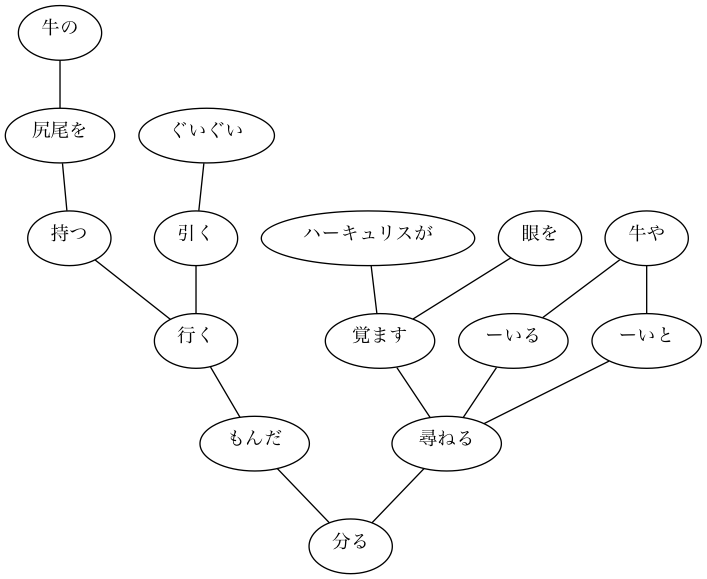 牛の
尻尾を
ぐいぐい
持つ
引く
ハーキュリスが
眼を
牛や
行く
覚ます
ーいる
ーいと
もんだ
尋ねる
分る